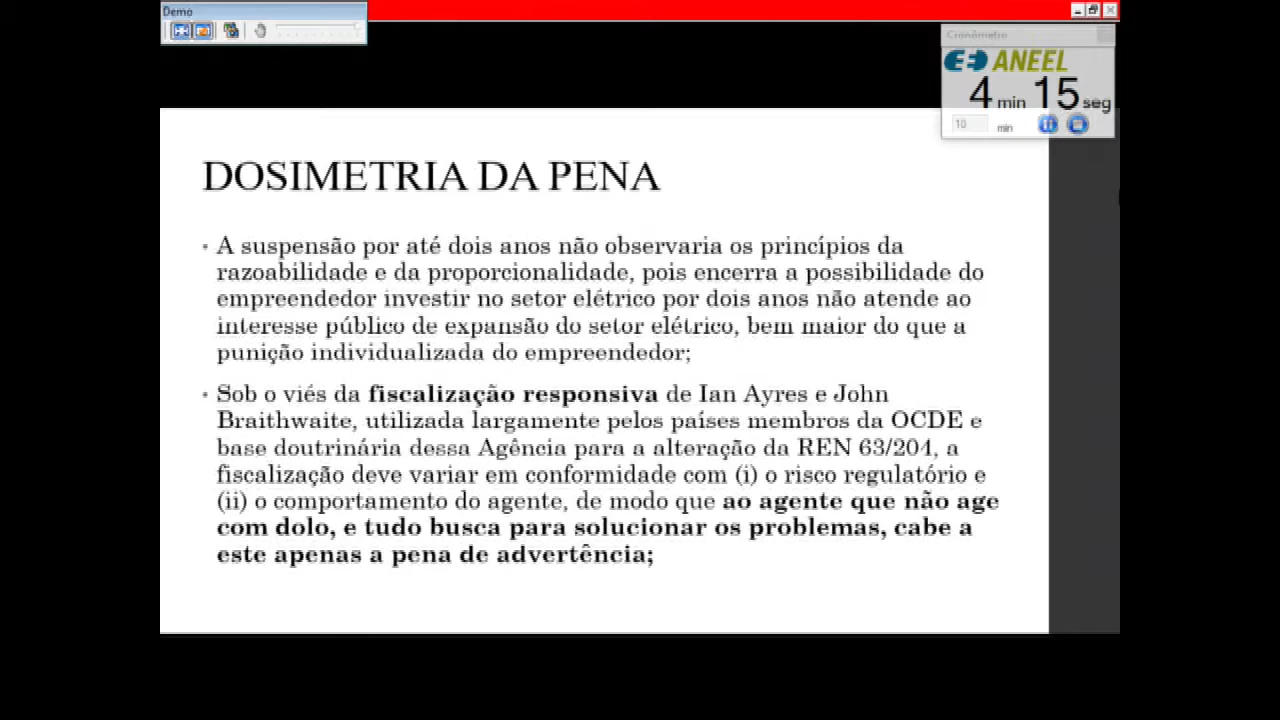 Demo
Cronômetro
ANEEL
4 min 15 seg
10 min
DOSIMETRIA DA PENA
• A suspensão por até dois anos não observaria os princípios da
razoabilidade e da proporcionalidade, pois encerra a possibilidade do
empreendedor investir no setor elétrico por dois anos não atende ao
interesse público de expansão do setor elétrico, bem maior do que a
punição individualizada do empreendedor;
• Sob o viés da fiscalização responsiva de Ian Ayres e John
Braithwaite, utilizada largamente pelos países membros da OCDE e
base doutrinária dessa Agência para a alteração da REN 63/204, a
fiscalização deve variar em conformidade com (i) o risco regulatório e
(ii) o comportamento do agente, de modo que ao agente que não age
com dolo, e tudo busca para solucionar os problemas, cabe a
este apenas a pena de advertência;